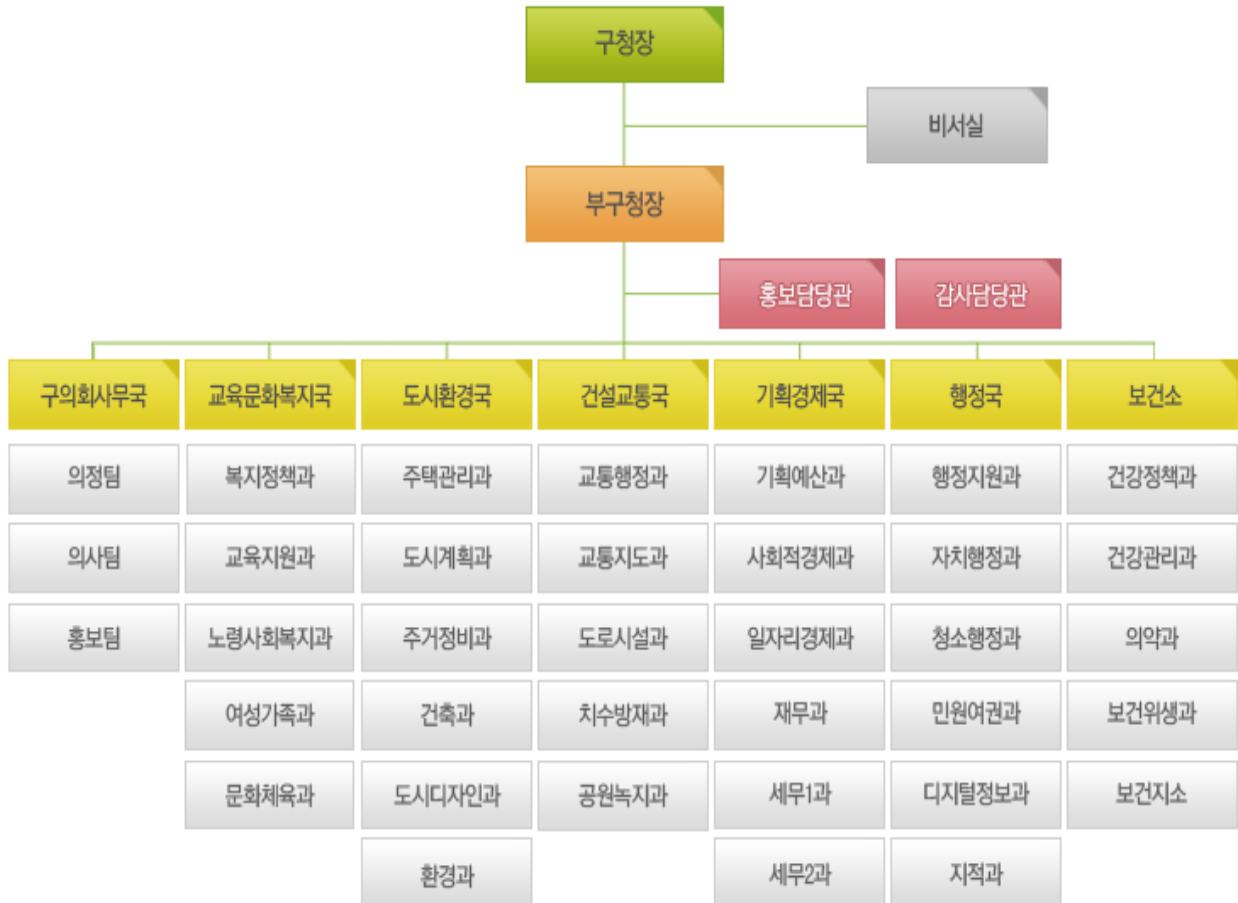 구청장
비서실
부구청장
홍보담당관 감사담당관
구의회사무국 교육문화복지국 도시환경국 건설교통국 기획경제국 행정국 보건소
의정팀 복지정책과 주택관리과 교통행정과 기획예산과 행정지원과 건강정책과
의사팀 교육지원과 도시계획과 교통지도과 사회적경제과 자치행정과 건강관리과
홍보팀 노령사회복지과 주거정비과 도로시설과 일자리경제과 청소행정과 의약과
여성가족과 건축과 치수방재과 재무과 민원여권과 보건위생과
문화체육과 도시디자인과 공원녹지과 세무1과 디지털정보과 보건지소
환경과 세무2과 지적과